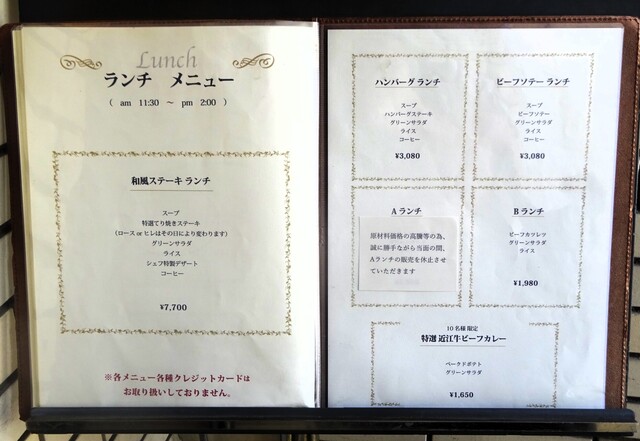 Lunch
ランチ メニュー
( am 11:30 ～ pm 2:00 )
和風ステーキ ランチ
スープ
特選てり焼きステーキ
(ロース or ヒレはその日により変わります)
グリーンサラダ
ライス
シェフ特製デザート
コーヒー
¥7,700
※各メニュー各種クレジットカードは
お取り扱いしておりません。
ハンバーグ ランチ
スープ
ハンバーグステーキ
グリーンサラダ
ライス
コーヒー
¥3,080
ビーフソテー ランチ
スープ
ビーフソテー
グリーンサラダ
ライス
コーヒー
¥3,080
A ランチ
原材料価格の高騰等の為、
誠に勝手ながら当面の間、
Aランチの販売を休止させ
ていただきます
B ランチ
ビーフカツレツ
グリーンサラダ
ライス
¥1,980
10 名様 限定
特選 近江牛ビーフカレー
ベークドポテト
グリーンサラダ
¥1,650